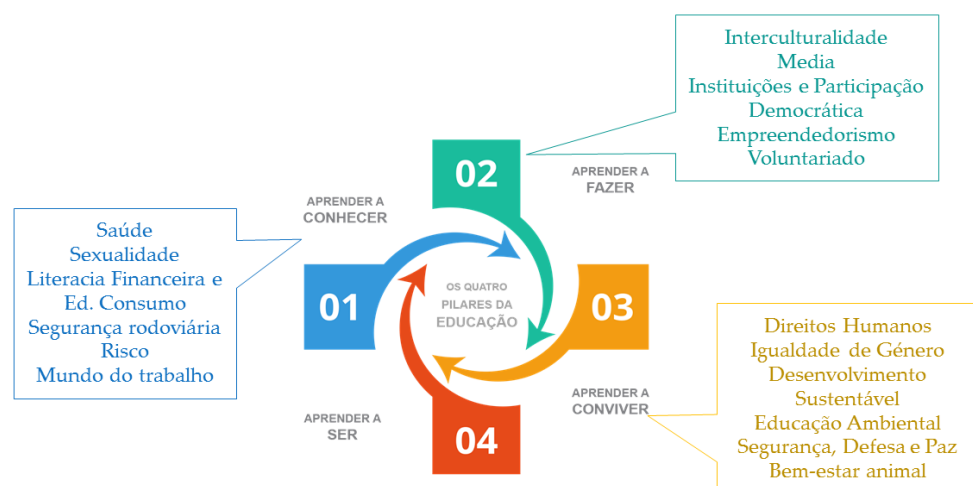 Interculturalidade
Media
Instituições e Participação
Democrática
Empreendedorismo
Voluntariado
02
APRENDER A
FAZER
APRENDER A
CONHECER
Saúde
Sexualidade
Literacia Financeira e
Ed. Consumo
Segurança rodoviária
Risco
Mundo do trabalho
01
OS QUATRO
PILARES DA
EDUCAÇÃO
03
Direitos Humanos
Igualdade de Género
Desenvolvimento
Sustentável
Educação Ambiental
Segurança, Defesa e Paz
Bem-estar animal
APRENDER A
CONVIVER
APRENDER A
SER
04